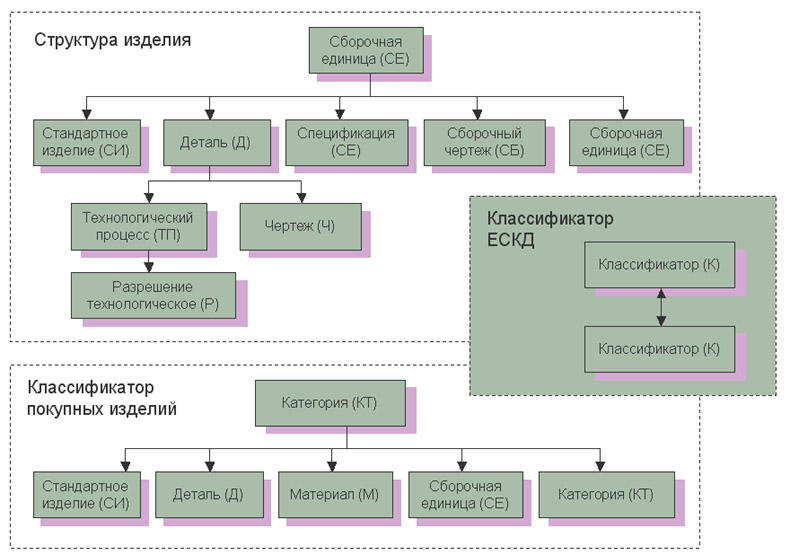 Структура изделия
Сборочная
единица (СЕ)
Стандартное
изделие (СИ)
Деталь (Д)
Спецификация
(СЕ)
Сборочный
чертеж (СБ)
Сборочная
единица (СЕ)
Технологический
процесс (ТП)
Чертеж (Ч)
Разрешение
технологическое (Р)
Классификатор
ЕСКД
Классификатор (К)
Классификатор (К)
Классификатор
покупных изделий
Категория (КТ)
Стандартное
изделие (СИ)
Деталь (Д)
Материал (М)
Сборочная
единица (СЕ)
Категория (КТ)